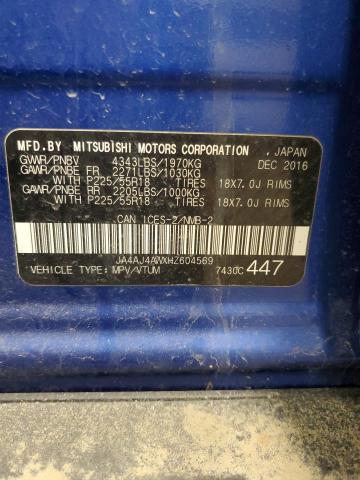 MFD.BY MITSUBISHI MOTORS CORPORATION , JAPAN
GVWR/PNBV 4343LBS/1970KG DEC 2016
GAWR/PNBE FR 2271LBS/1030KG
WITH P225/55R18 TIRES 18X7.0J RIMS
GAWR/PNBE RR 2205LBS/1000KG
WITH P225/55R18 TIRES 18X7.0J RIMS
CAN ICES-2/NMB-2
JA4AJ4AWXHZ604569
VEHICLE TYPE: MPV/VTUM 7430C 447